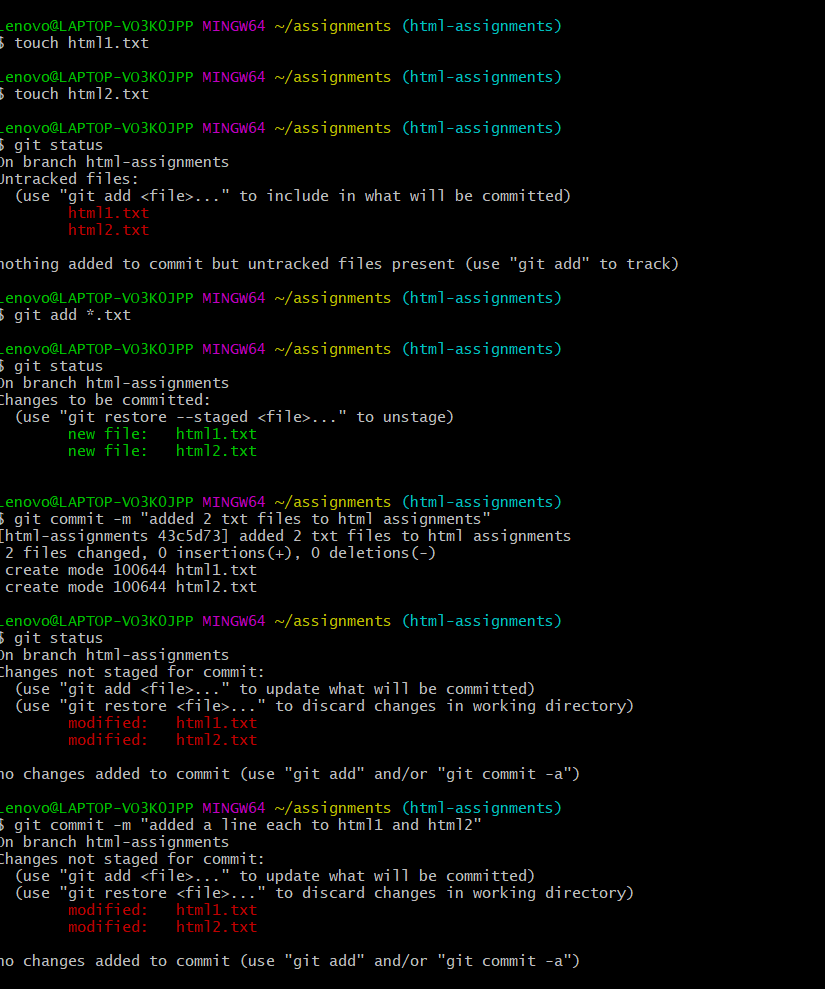 Lenovo@LAPTOP-VO3K0JPP MINGW64 ~/assignments (html-assignments)
$ touch html1.txt
Lenovo@LAPTOP-VO3K0JPP MINGW64 ~/assignments (html-assignments)
$ touch html2.txt
Lenovo@LAPTOP-VO3K0JPP MINGW64 ~/assignments (html-assignments)
$ git status
On branch html-assignments
Untracked files:
  (use "git add <file>..." to include in what will be committed)
        html1.txt
        html2.txt
nothing added to commit but untracked files present (use "git add" to track)
Lenovo@LAPTOP-VO3K0JPP MINGW64 ~/assignments (html-assignments)
$ git add *.txt
Lenovo@LAPTOP-VO3K0JPP MINGW64 ~/assignments (html-assignments)
$ git status
On branch html-assignments
Changes to be committed:
  (use "git restore --staged <file>..." to unstage)
        new file:   html1.txt
        new file:   html2.txt
Lenovo@LAPTOP-VO3K0JPP MINGW64 ~/assignments (html-assignments)
$ git commit -m "added 2 txt files to html assignments"
[html-assignments 43c5d73] added 2 txt files to html assignments
 2 files changed, 0 insertions(+), 0 deletions(-)
 create mode 100644 html1.txt
 create mode 100644 html2.txt
Lenovo@LAPTOP-VO3K0JPP MINGW64 ~/assignments (html-assignments)
$ git status
On branch html-assignments
Changes not staged for commit:
  (use "git add <file>..." to update what will be committed)
  (use "git restore <file>..." to discard changes in working directory)
        modified:   html1.txt
        modified:   html2.txt
no changes added to commit (use "git add" and/or "git commit -a")
Lenovo@LAPTOP-VO3K0JPP MINGW64 ~/assignments (html-assignments)
$ git commit -m "added a line each to html1 and html2"
On branch html-assignments
Changes not staged for commit:
  (use "git add <file>..." to update what will be committed)
  (use "git restore <file>..." to discard changes in working directory)
        modified:   html1.txt
        modified:   html2.txt
no changes added to commit (use "git add" and/or "git commit -a")